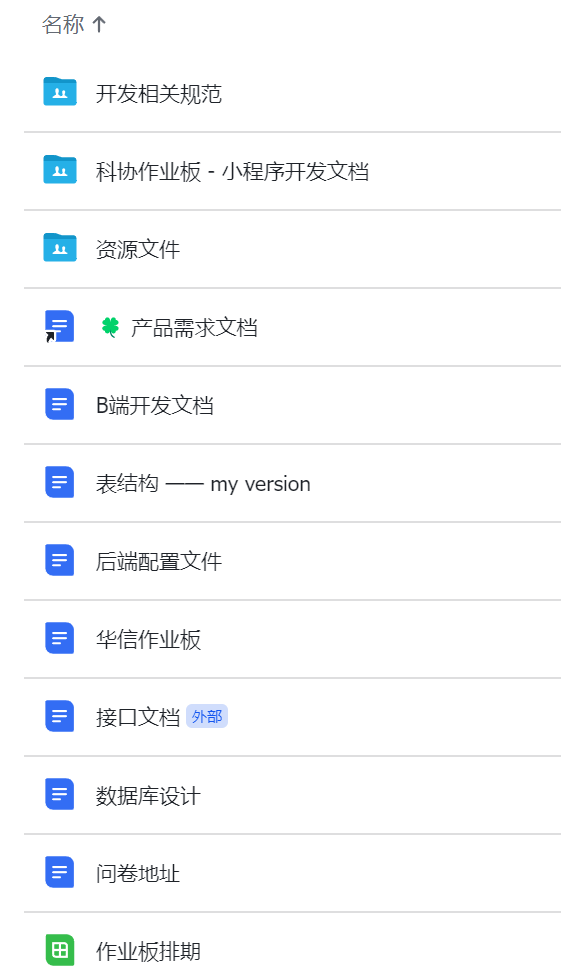 名称 ↑
开发相关规范
科协作业板 - 小程序开发文档
资源文件
🍀 产品需求文档
B端开发文档
表结构 —— my version
后端配置文件
华信作业板
接口文档 外部
数据库设计
问卷地址
作业板排期